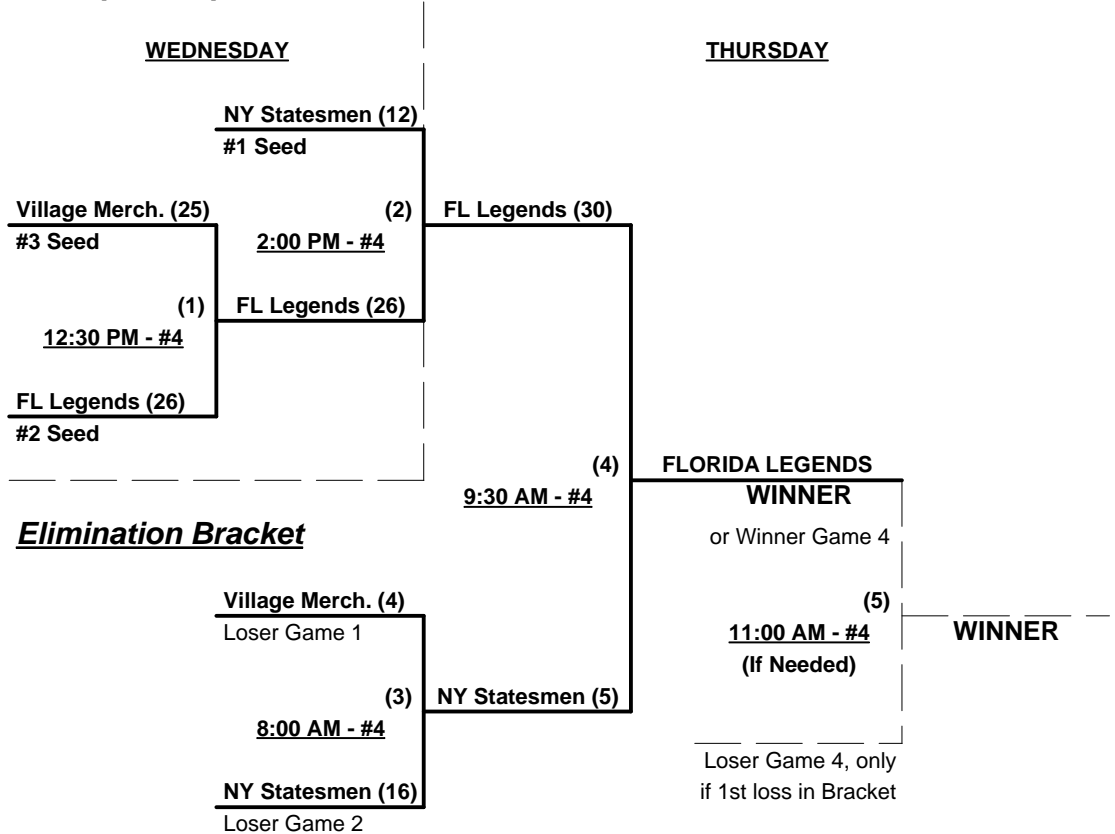 WEDNESDAY
THURSDAY
NY Statesmen (12)
#1 Seed
Village Merch. (25)
#3 Seed
(2)
2:00 PM - #4
FL Legends (30)
(1)
12:30 PM - #4
FL Legends (26)
FL Legends (26)
#2 Seed
(4)
9:30 AM - #4
FLORIDA LEGENDS
WINNER
or Winner Game 4
Elimination Bracket
Village Merch. (4)
Loser Game 1
(5)
11:00 AM - #4
(If Needed)
WINNER
(3)
8:00 AM - #4
NY Statesmen (5)
Loser Game 4, only
if 1st loss in Bracket
NY Statesmen (16)
Loser Game 2